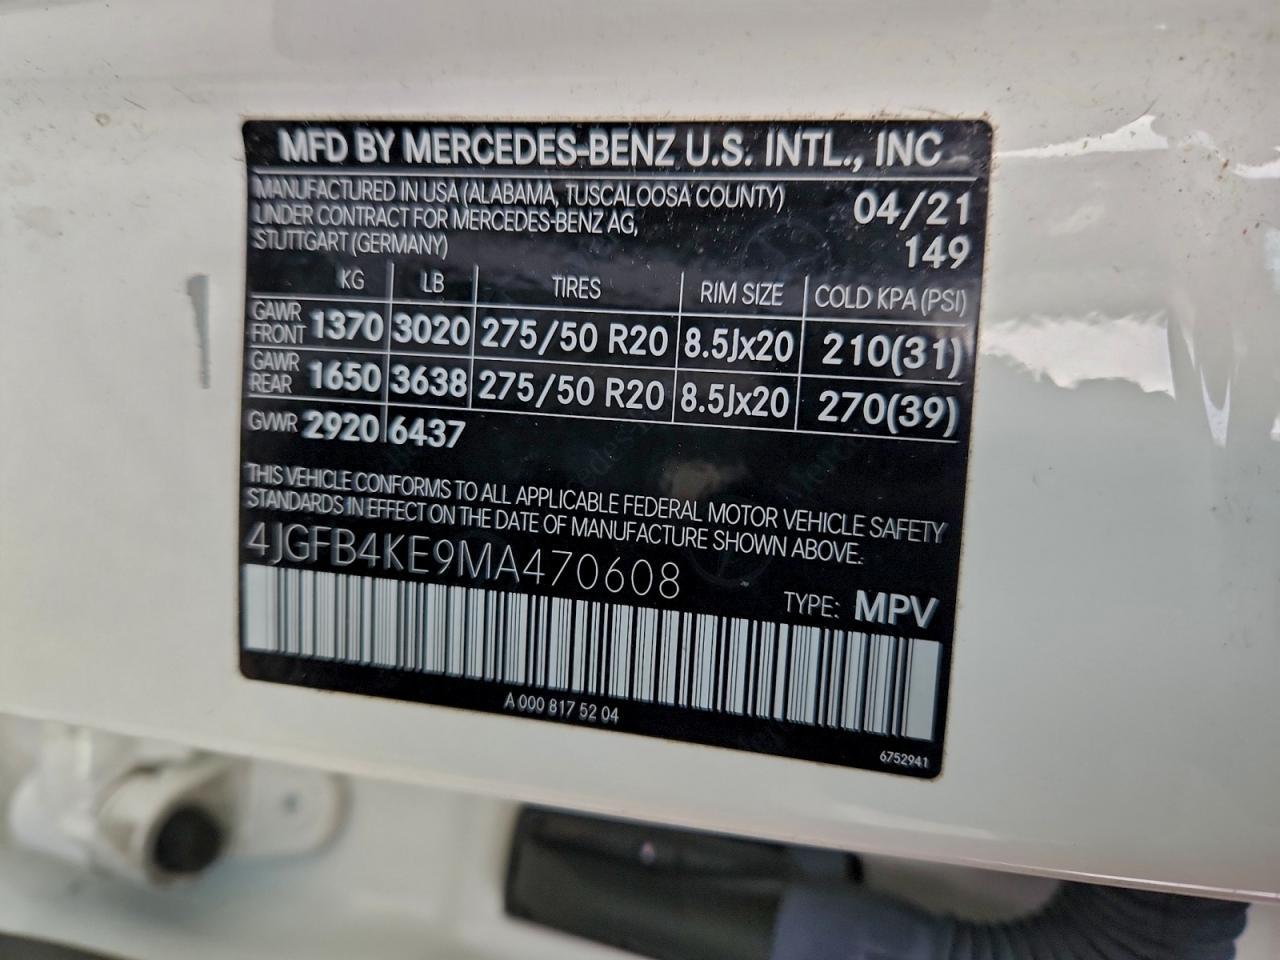 MFD BY MERCEDES-BENZ U.S. INTL., INC
MANUFACTURED IN USA (ALABAMA, TUSCALOOSA COUNTY) 04/21
UNDER CONTRACT FOR MERCEDES-BENZ AG,
STUTTGART (GERMANY) 149
KG LB TIRES RIM SIZE COLD KPA (PSI)
GAWR FRONT 1370 3020 275/50 R20 8.5Jx20 210(31)
GAWR REAR 1650 3638 275/50 R20 8.5Jx20 270(39)
GVWR 2920 6437
THIS VEHICLE CONFORMS TO ALL APPLICABLE FEDERAL MOTOR VEHICLE SAFETY
STANDARDS IN EFFECT ON THE DATE OF MANUFACTURE SHOWN ABOVE.
4JGFB4KE9MA470608
TYPE: MPV
A 000 817 52 04
6752941